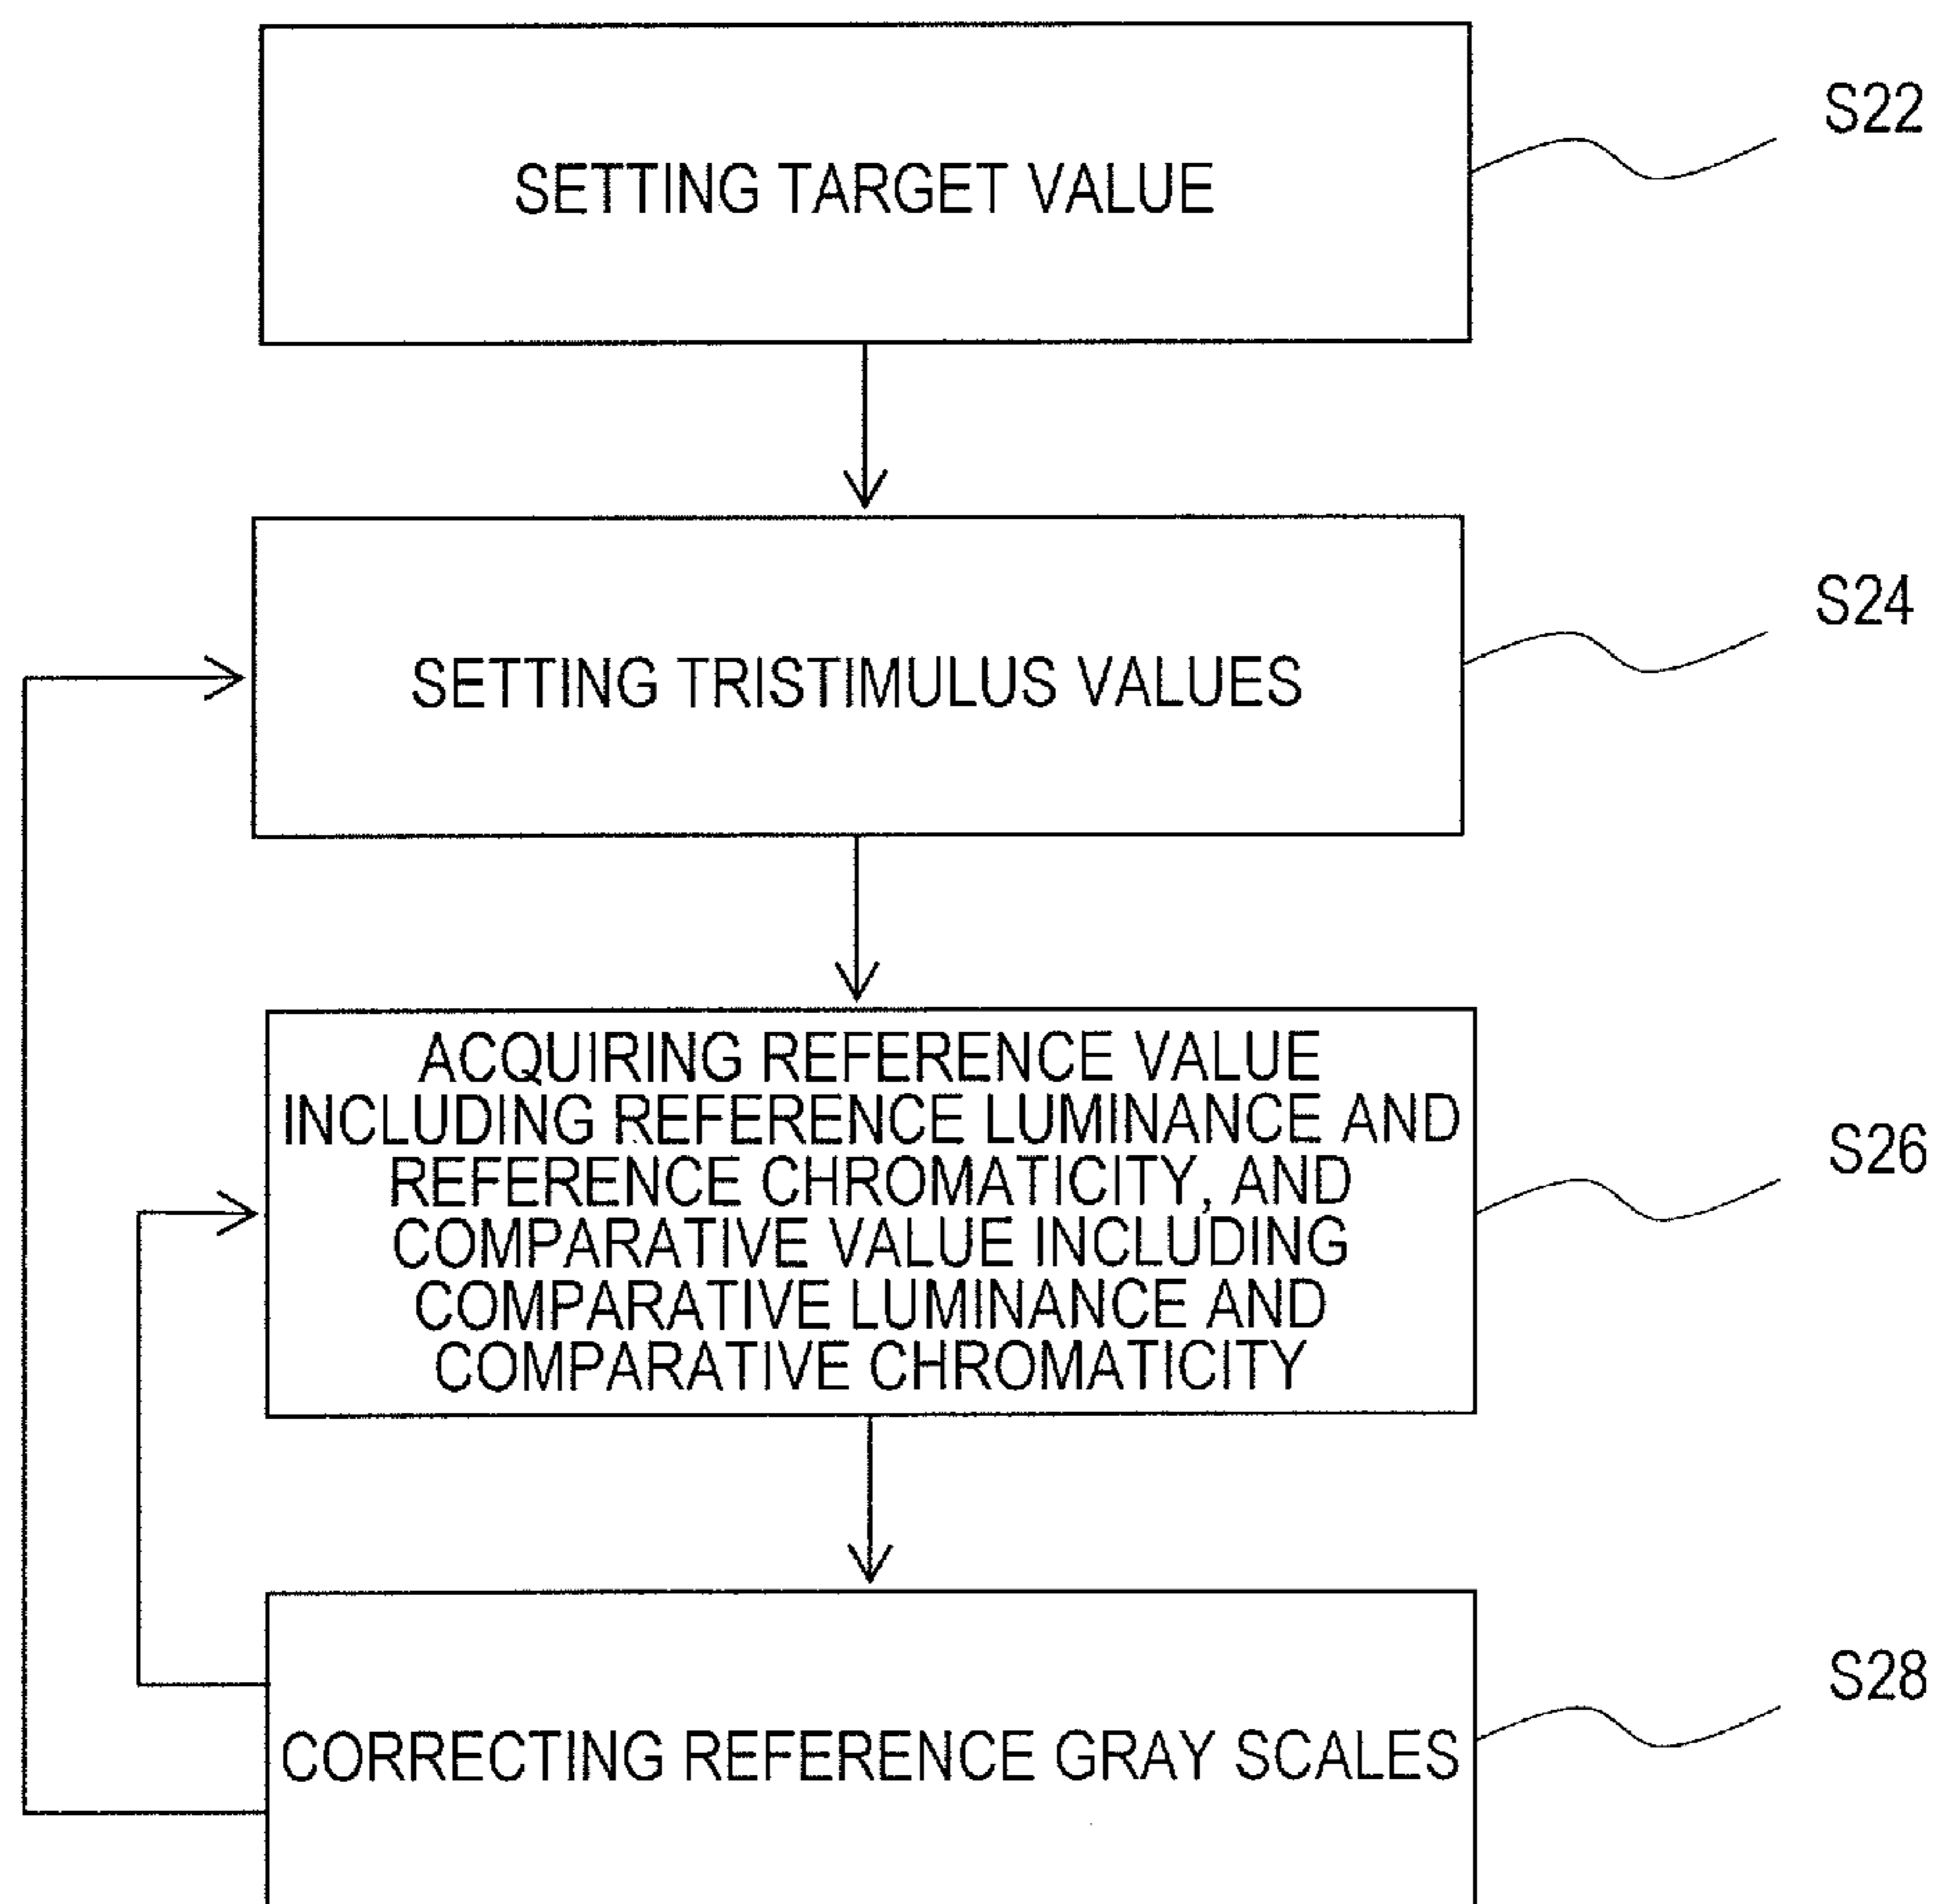 S22
SETTING TARGET VALUE
S24
SETTING TRISTIMULUS VALUES
ACQUIRING REFERENCE VALUE
INCLUDING REFERENCE LUMINANCE AND
REFERENCE CHROMATICITY, AND
COMPARATIVE VALUE INCLUDING
COMPARATIVE LUMINANCE AND
COMPARATIVE CHROMATICITY
S26
CORRECTING REFERENCE GRAY SCALES
S28